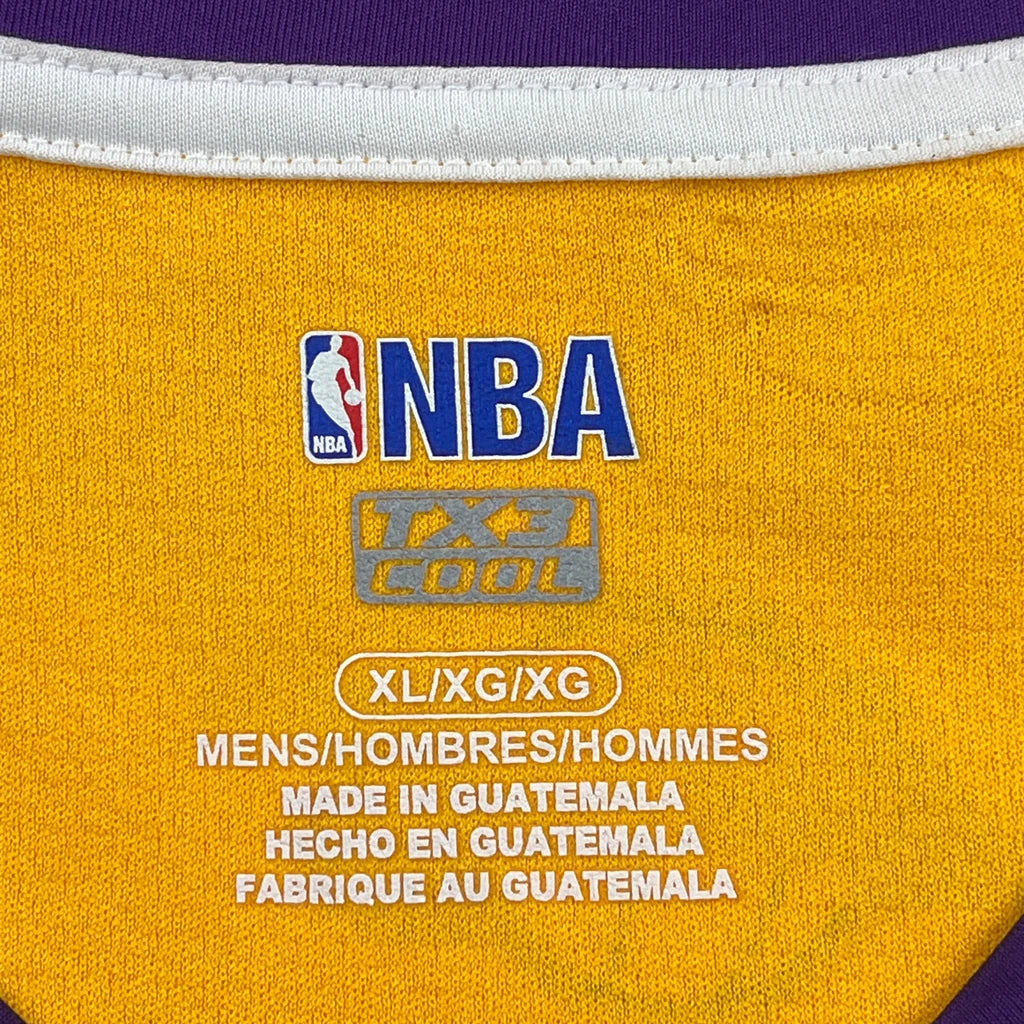 NBA NBA
TX3
COOL
XL/XG/XG
MENS/HOMBRES/HOMMES
MADE IN GUATEMALA
HECHO EN GUATEMALA
FABRIQUE AU GUATEMALA